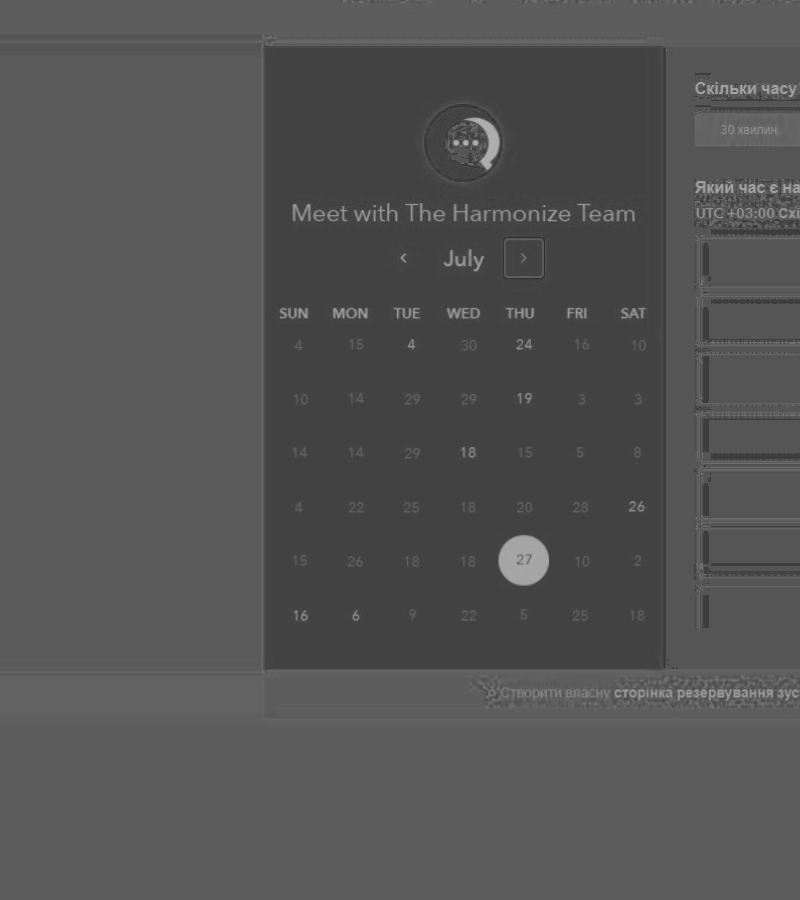 Meet with The Harmonize Team
July
SUN MON TUE WED THU FRI SAT
4 15 4 30 24 16 10
10 14 29 29 19 3 3
14 14 29 18 15 5 8
4 22 25 18 20 28 26
15 26 18 18 27 10 2
16 6 9 22 5 25 18
Скільки часу
30 хвилин
Який час є
UTC +03:00
Створити власну сторінка резервування